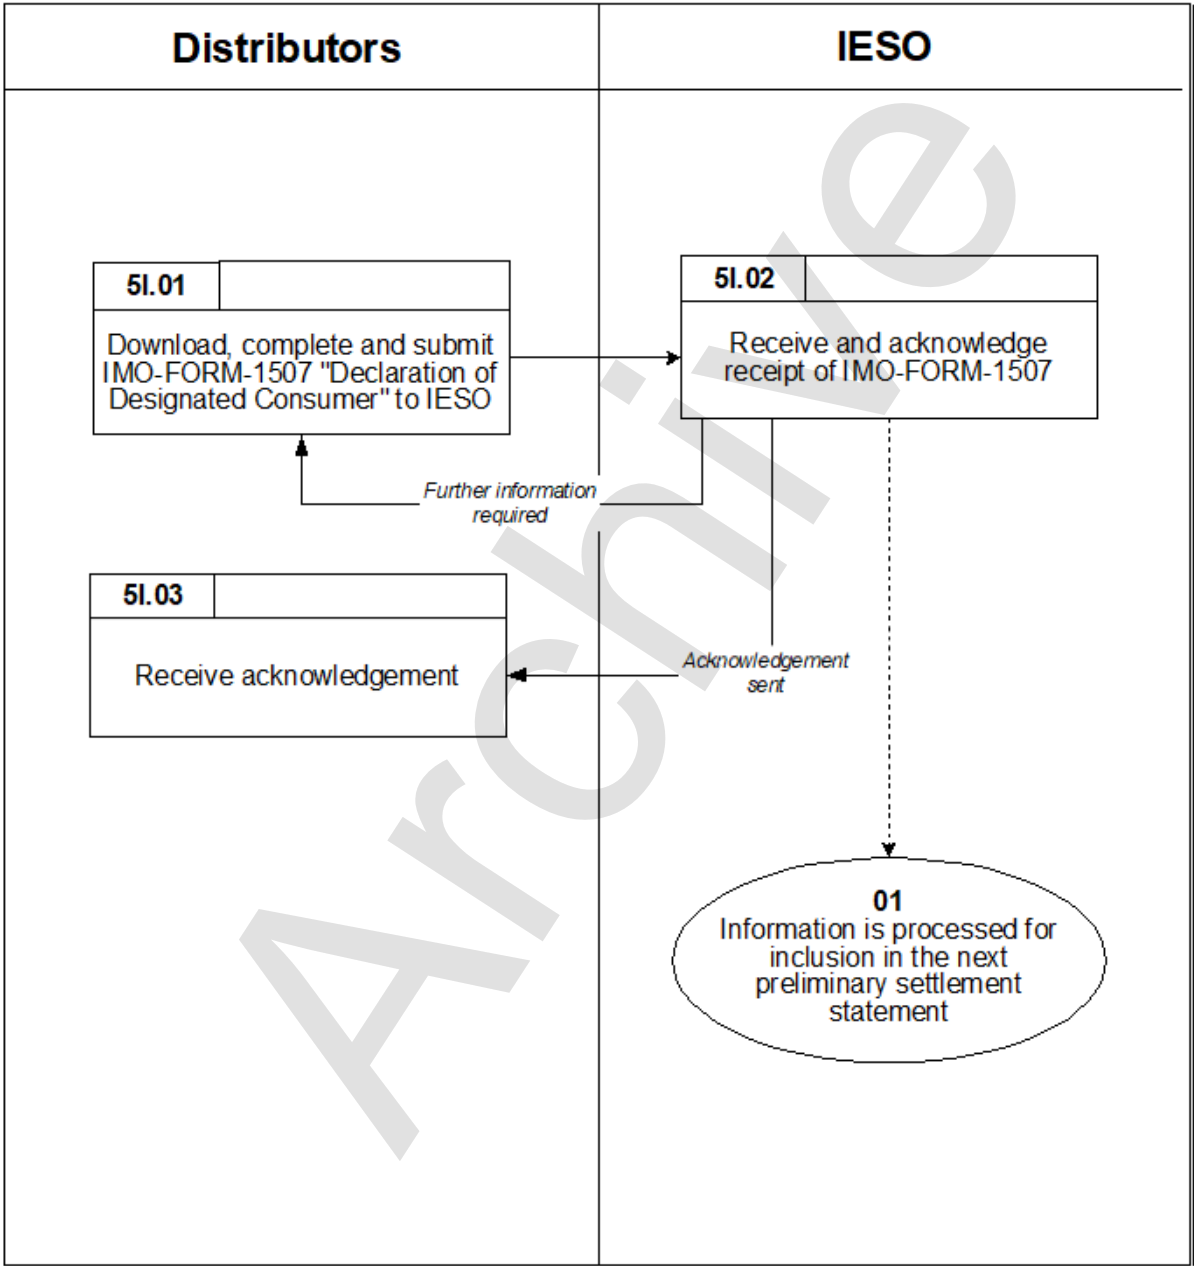 Distributors
IESO
5I.01
Download, complete and submit
IMO-FORM-1507 "Declaration of
Designated Consumer" to IESO
5I.02
Receive and acknowledge
receipt of IMO-FORM-1507
Further information
required
5I.03
Receive acknowledgement
Acknowledgement
sent
01
Information is processed for
inclusion in the next
preliminary settlement
statement
Archive